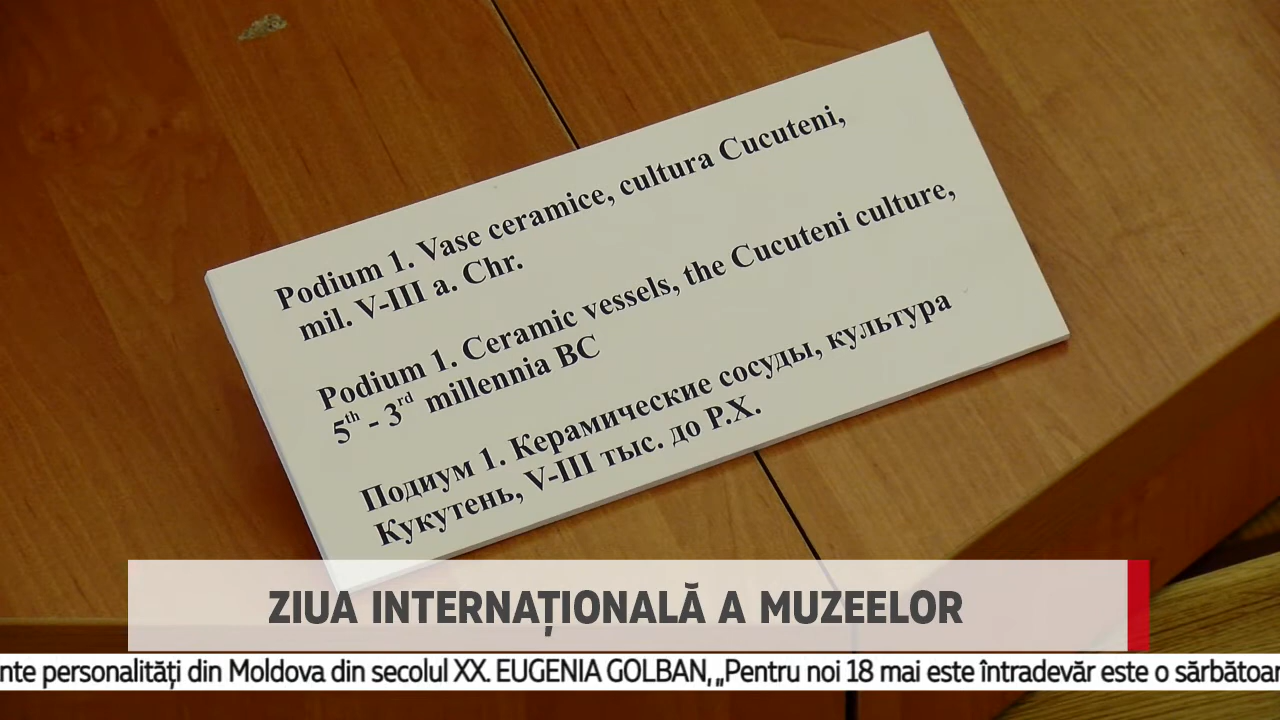 Podium 1. Vase ceramice, cultura Cucuteni,
mil. V-III a. Chr.
Podium 1. Ceramic vessels, the Cucuteni culture,
5th - 3rd millennia BC
Подиум 1. Керамические сосуды, культура
Кукутень, V-III тыс. до Р.Х.
ZIUA INTERNAȚIONALĂ A MUZEELOR
personalități din Moldova din secolul XX. EUGENIA GOLBAN, „Pentru noi 18 mai este întradevăr este o